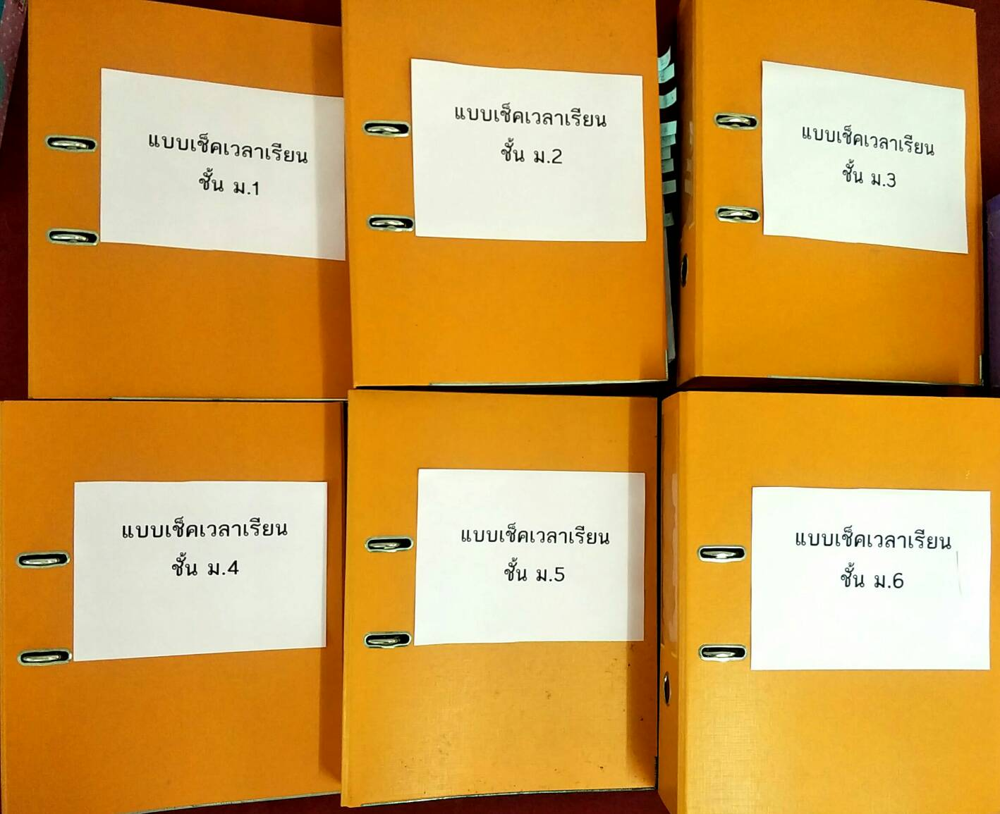 แบบเช็คเวลาเรียน
ชั้น ม.1
แบบเช็คเวลาเรียน
ชั้น ม.2
แบบเช็คเวลาเรียน
ชั้น ม.3
แบบเช็คเวลาเรียน
ชั้น ม.4
แบบเช็คเวลาเรียน
ชั้น ม.5
แบบเช็คเวลาเรียน
ชั้น ม.6